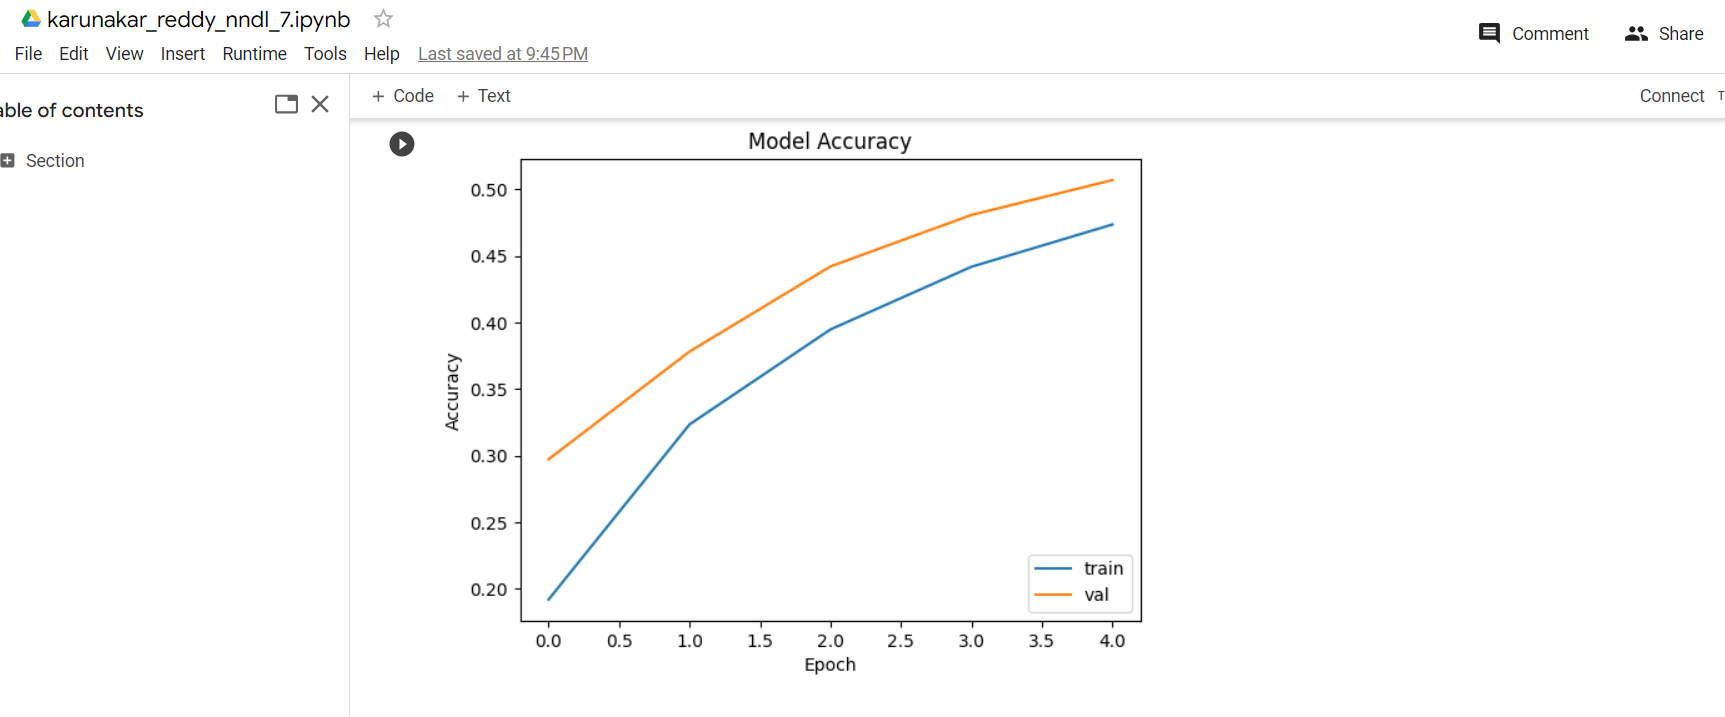 karunakar_reddy_nndl_7.ipynb
File Edit View Insert Runtime Tools Help Last saved at 9:45 PM
Comment Share
able of contents
Section
+ Code + Text
Connect
Model Accuracy
0.50
0.45
0.40
0.35
0.30
0.25
0.20
Accuracy
train
val
0.0 0.5 1.0 1.5 2.0 2.5 3.0 3.5 4.0
Epoch